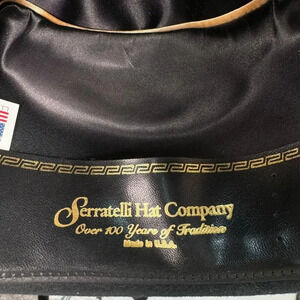 Serratelli Hat Company
Over 100 Years of Tradition
Made in U.S.A.